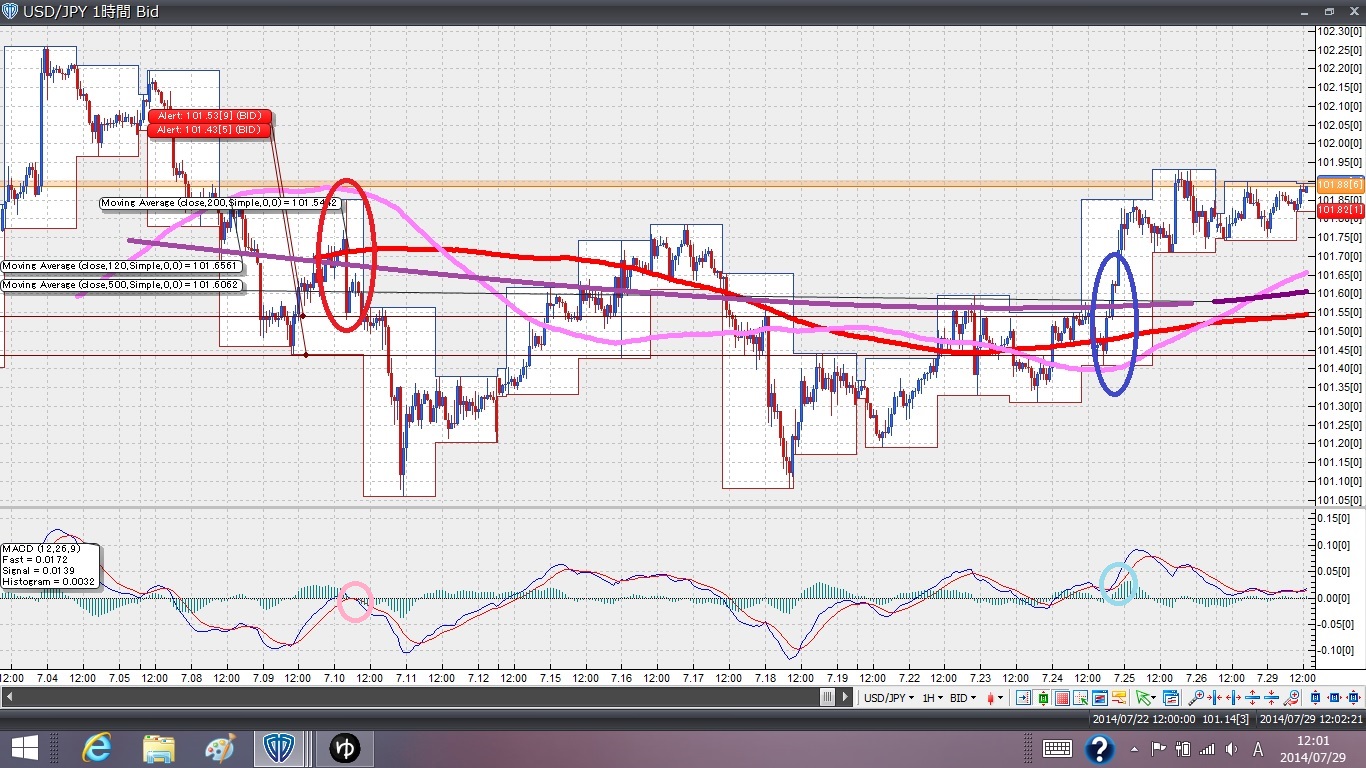 USD/JPY 1時間 Bid
102.30[0]
102.25[0]
102.20[0]
102.15[0]
102.10[0]
102.05[0]
102.00[0]
101.95[0]
101.88[6]
101.85[0]
101.82[1]
101.75[0]
101.70[0]
101.65[0]
101.60[0]
101.55[0]
101.50[0]
101.45[0]
101.40[0]
101.35[0]
101.30[0]
101.25[0]
101.20[0]
101.15[0]
101.10[0]
101.05[0]
Alert: 101.53[9] (BID)
Alert: 101.43[5] (BID)
Moving Average (close,200,Simple,0,0) = 101.5442
Moving Average (close,120,Simple,0,0) = 101.6561
Moving Average (close,500,Simple,0,0) = 101.6062
MACD (12,26,9)
Fast = 0.0172
Signal = 0.0139
Histogram = 0.0032
0.15[0]
0.10[0]
0.05[0]
0.00[0]
-0.05[0]
-0.10[0]
12:00 7.04 12:00 7.05 12:00 7.08 12:00 7.09 12:00 7.10 12:00 7.11 12:00 7.12 12:00 7.15 12:00 7.16 12:00 7.17 12:00 7.18 12:00 7.19 12:00 7.22 12:00 7.23 12:00 7.24 12:00 7.25 12:00 7.26 12:00 7.29 12:00
USD/JPY 1H BID
2014/07/22 12:00:00 101.14[3] 2014/07/29 12:02:21
ゆ
A
12:01
2014/07/29